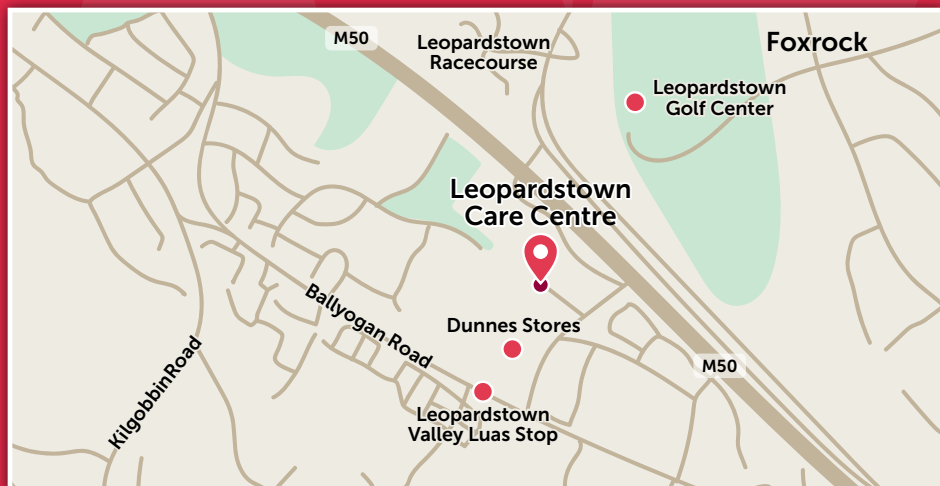 M50
Leopardstown
Racecourse
Foxrock
Leopardstown
Golf Center
Leopardstown
Care Centre
Ballyogan Road
Dunnes Stores
KilgobbinRoad
M50
Leopardstown
Valley Luas Stop